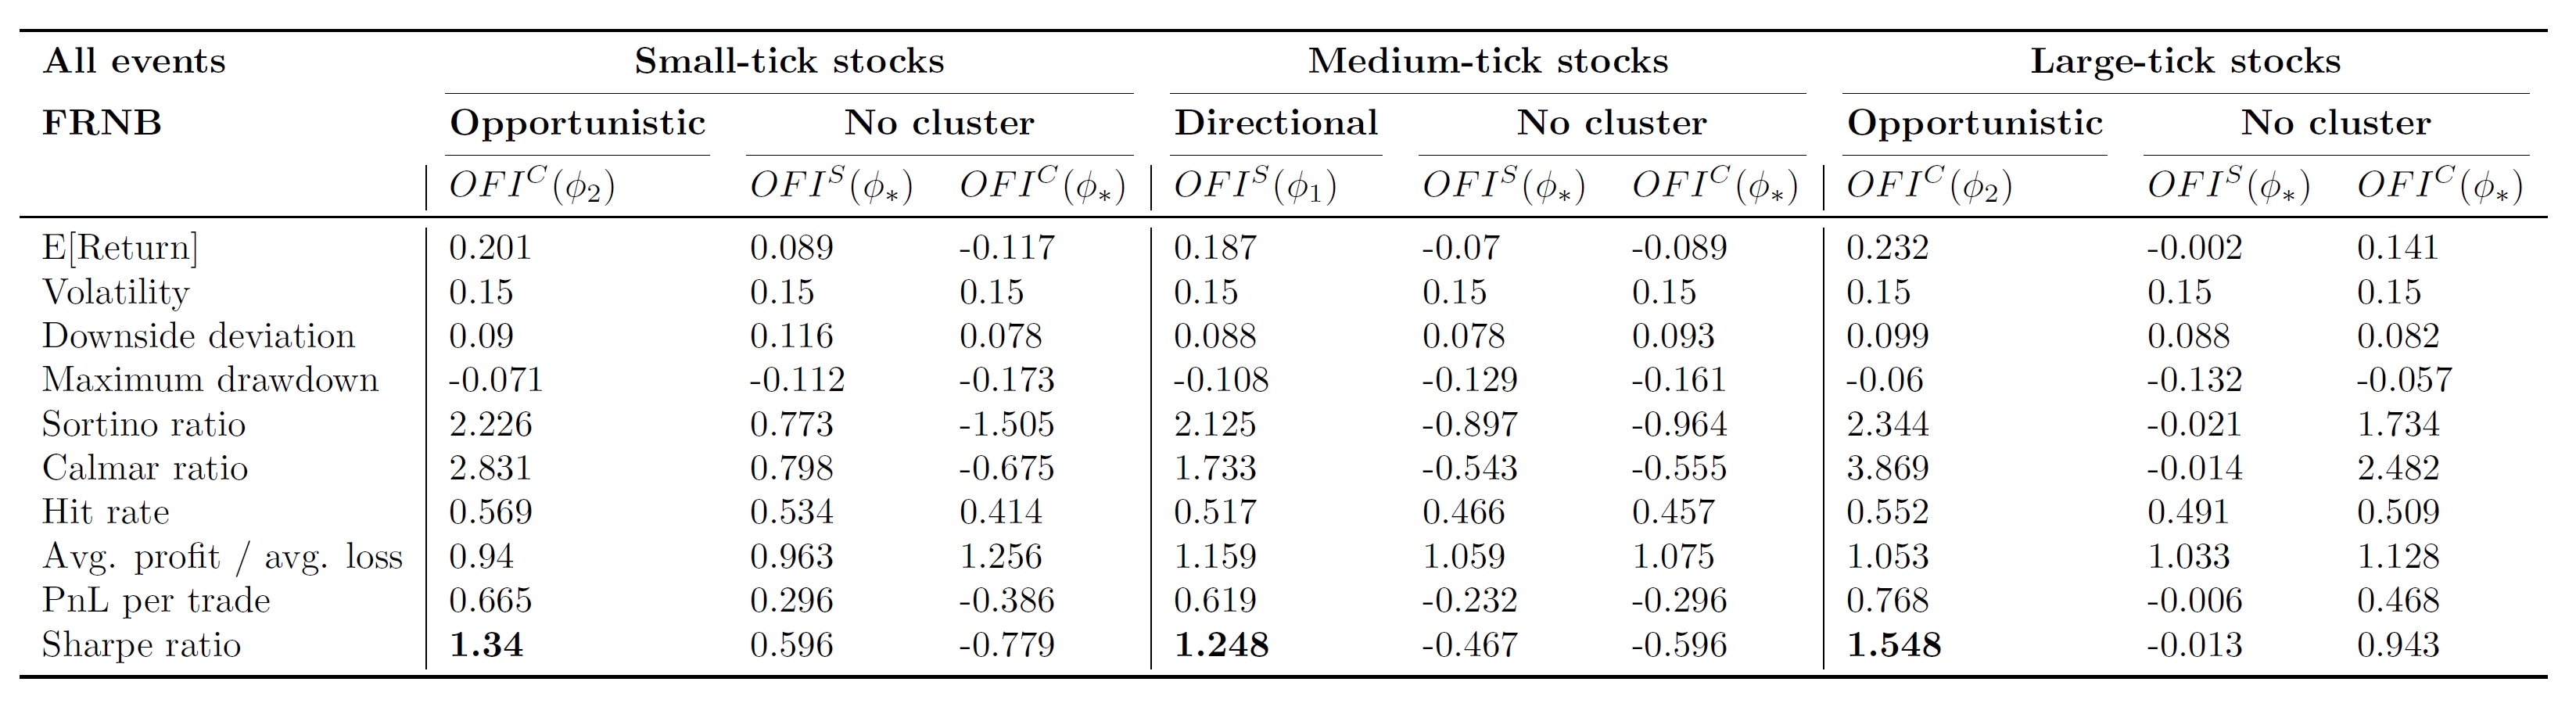 All events Small-tick stocks Medium-tick stocks Large-tick stocks
FRNB Opportunistic No cluster Directional No cluster Opportunistic No cluster
OFI^C(ϕ₂) OFI^S(ϕ∗) OFI^C(ϕ∗) OFI^S(ϕ₁) OFI^S(ϕ∗) OFI^C(ϕ∗) OFI^C(ϕ₂) OFI^S(ϕ∗) OFI^C(ϕ∗)
E[Return] 0.201 0.089 -0.117 0.187 -0.07 -0.089 0.232 -0.002 0.141
Volatility 0.15 0.15 0.15 0.15 0.15 0.15 0.15 0.15 0.15
Downside deviation 0.09 0.116 0.078 0.088 0.078 0.093 0.099 0.088 0.082
Maximum drawdown -0.071 -0.112 -0.173 -0.108 -0.129 -0.161 -0.06 -0.132 -0.057
Sortino ratio 2.226 0.773 -1.505 2.125 -0.897 -0.964 2.344 -0.021 1.734
Calmar ratio 2.831 0.798 -0.675 1.733 -0.543 -0.555 3.869 -0.014 2.482
Hit rate 0.569 0.534 0.414 0.517 0.466 0.457 0.552 0.491 0.509
Avg. profit / avg. loss 0.94 0.963 1.256 1.159 1.059 1.075 1.053 1.033 1.128
PnL per trade 0.665 0.296 -0.386 0.619 -0.232 -0.296 0.768 -0.006 0.468
Sharpe ratio 1.34 0.596 -0.779 1.248 -0.467 -0.596 1.548 -0.013 0.943